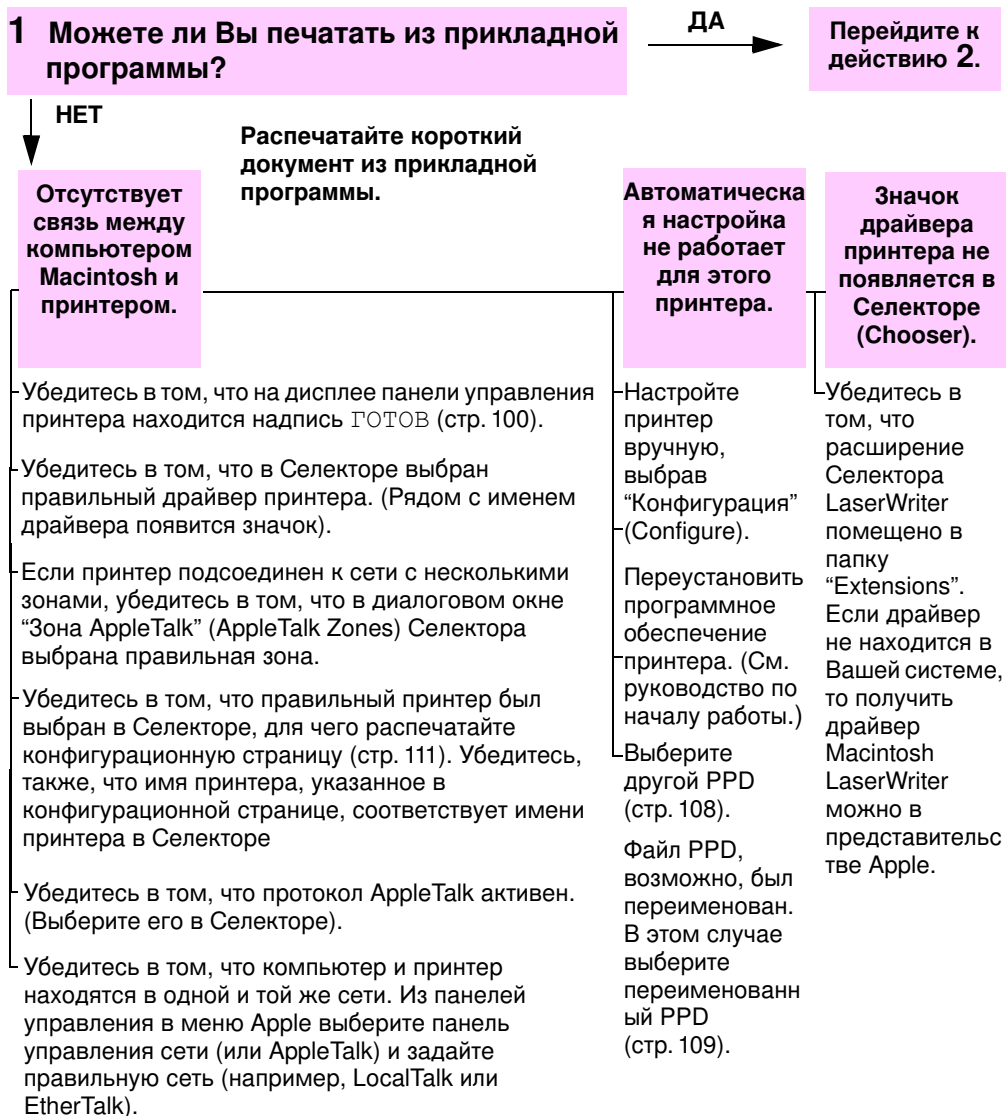 1 Можете ли Вы печатать из прикладной
программы?
ДА
Перейдите к
действию 2.
НЕТ
Распечатайте короткий
документ из прикладной
программы.
Отсутствует
связь между
компьютером
Macintosh и
принтером.
Автоматическа
я настройка
не работает
для этого
принтера.
Значок
драйвера
принтера не
появляется в
Селекторе
(Chooser).
Убедитесь в том, что на дисплее панели управления
принтера находится надпись ГОТОВ (стр. 100).
Убедитесь в том, что в Селекторе выбран
правильный драйвер принтера. (Рядом с именем
драйвера появится значок).
Если принтер подсоединен к сети с несколькими
зонами, убедитесь в том, что в диалоговом окне
“Зона AppleTalk” (AppleTalk Zones) Селектора
выбрана правильная зона.
Убедитесь в том, что правильный принтер был
выбран в Селекторе, для чего распечатайте
конфигурационную страницу (стр. 111). Убедитесь,
также, что имя принтера, указанное в
конфигурационной странице, соответствует имени
принтера в Селекторе
Убедитесь в том, что протокол AppleTalk активен.
(Выберите его в Селекторе).
Убедитесь в том, что компьютер и принтер
находятся в одной и той же сети. Из панелей
управления в меню Apple выберите панель
управления сети (или AppleTalk) и задайте
правильную сеть (например, LocalTalk или
EtherTalk).
Настройте
принтер
вручную,
выбрав
“Конфигурация”
(Configure).
Переустановить
программное
обеспечение
принтера. (См.
руководство по
началу работы.)
Выберите
другой PPD
(стр. 108).
Файл PPD,
возможно, был
переименован.
В этом случае
выберите
переименованн
ый PPD
(стр. 109).
Убедитесь в
том, что
расширение
Селектора
LaserWriter
помещено в
папку
“Extensions”.
Если драйвер
не находится в
Вашей системе,
то получить
драйвер
Macintosh
LaserWriter
можно в
представительс
тве Apple.